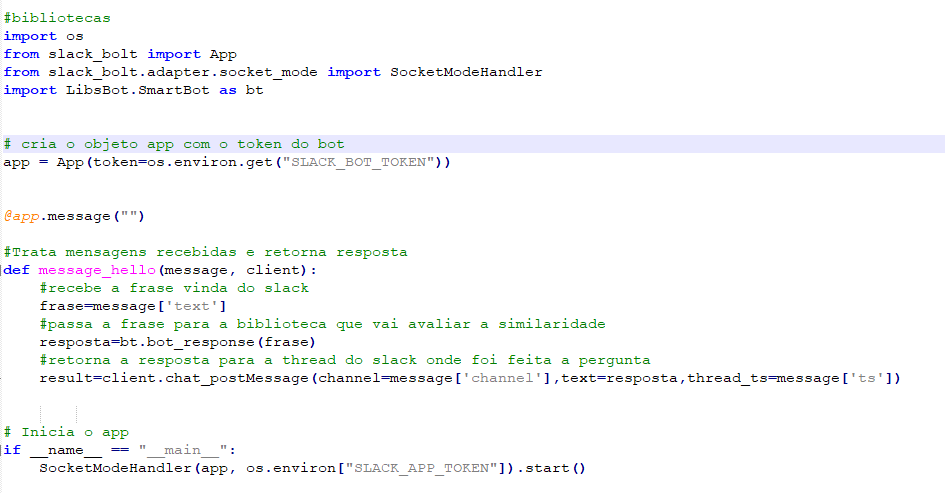 #bibliotecas
import os
from slack_bolt import App
from slack_bolt.adapter.socket_mode import SocketModeHandler
import LibsBot.SmartBot as bt
# cria o objeto app com o token do bot
app = App(token=os.environ.get("SLACK_BOT_TOKEN"))
@app.message("")
#Trata mensagens recebidas e retorna resposta
def message_hello(message, client):
    #recebe a frase vinda do slack
    frase=message['text']
    #passa a frase para a biblioteca que vai avaliar a similaridade
    resposta=bt.bot_response(frase)
    #retorna a resposta para a thread do slack onde foi feita a pergunta
    result=client.chat_postMessage(channel=message['channel'],text=resposta,thread_ts=message['ts'])
# Inicia o app
if __name__ == "__main__":
    SocketModeHandler(app, os.environ["SLACK_APP_TOKEN"]).start()